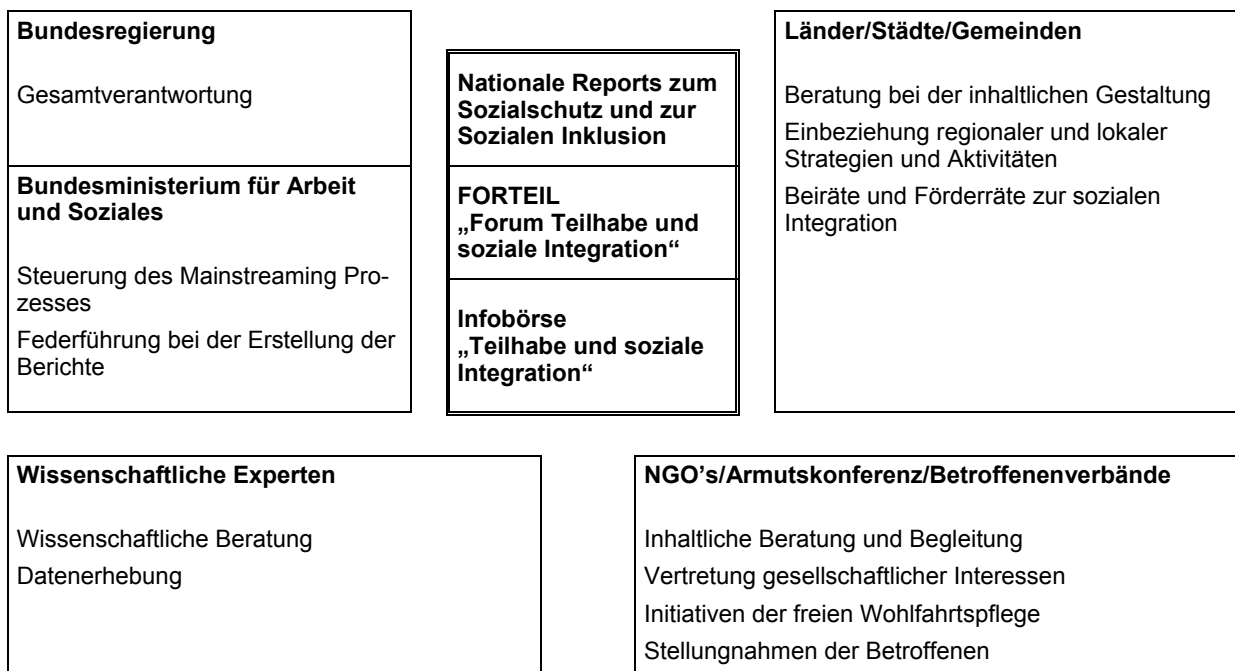 Bundesregierung
Gesamtverantwortung
Bundesministerium für Arbeit
und Soziales
Steuerung des Mainstreaming Pro-
zesses
Federführung bei der Erstellung der
Berichte
Nationale Reports zum
Sozialschutz und zur
Sozialen Inklusion
FORTEIL
„Forum Teilhabe und
soziale Integration“
Infobörse
„Teilhabe und soziale
Integration“
Länder/Städte/Gemeinden
Beratung bei der inhaltlichen Gestaltung
Einbeziehung regionaler und lokaler
Strategien und Aktivitäten
Beiräte und Förderräte zur sozialen
Integration
Wissenschaftliche Experten
Wissenschaftliche Beratung
Datenerhebung
NGO’s/Armutskonferenz/Betroffenenverbände
Inhaltliche Beratung und Begleitung
Vertretung gesellschaftlicher Interessen
Initiativen der freien Wohlfahrtspflege
Stellungnahmen der Betroffenen